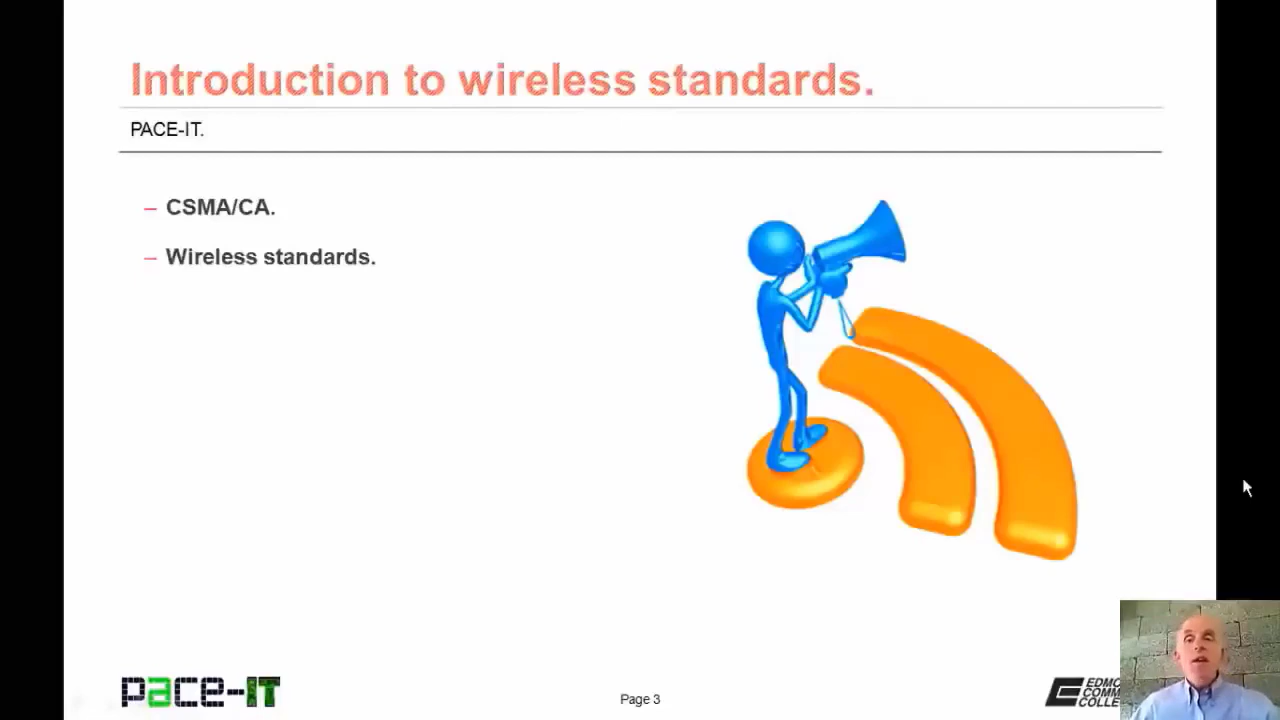 Introduction to wireless standards.
PACE-IT.
– CSMA/CA.
– Wireless standards.
pace-IT
Page 3